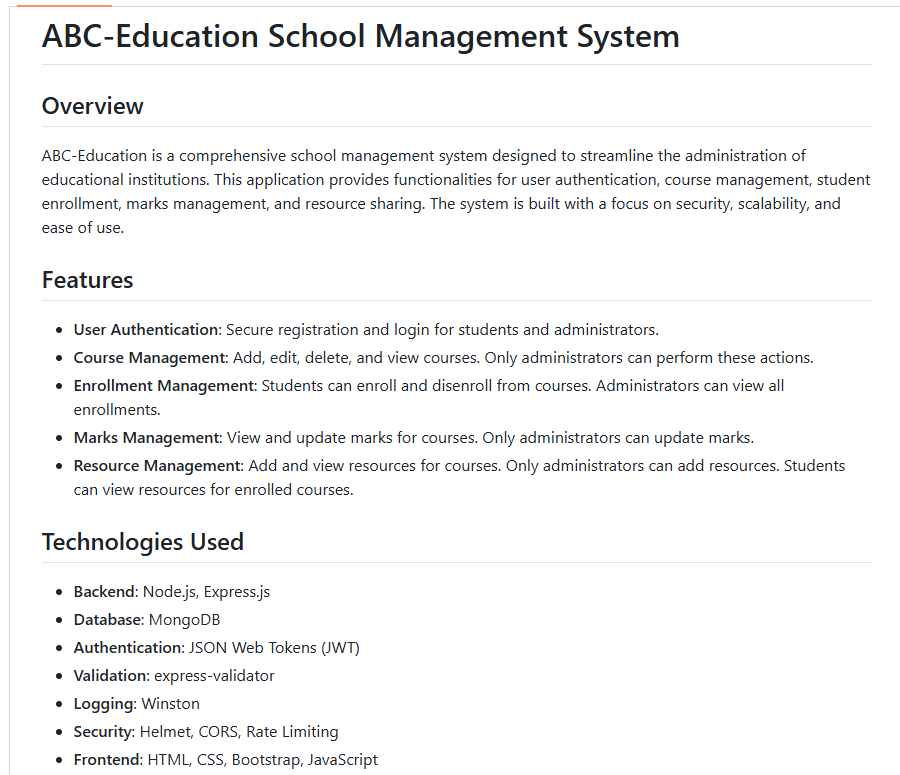 ABC-Education School Management System
Overview
ABC-Education is a comprehensive school management system designed to streamline the administration of
educational institutions. This application provides functionalities for user authentication, course management, student
enrollment, marks management, and resource sharing. The system is built with a focus on security, scalability, and
ease of use.
Features
• User Authentication: Secure registration and login for students and administrators.
• Course Management: Add, edit, delete, and view courses. Only administrators can perform these actions.
• Enrollment Management: Students can enroll and disenroll from courses. Administrators can view all
enrollments.
• Marks Management: View and update marks for courses. Only administrators can update marks.
• Resource Management: Add and view resources for courses. Only administrators can add resources. Students
can view resources for enrolled courses.
Technologies Used
• Backend: Node.js, Express.js
• Database: MongoDB
• Authentication: JSON Web Tokens (JWT)
• Validation: express-validator
• Logging: Winston
• Security: Helmet, CORS, Rate Limiting
• Frontend: HTML, CSS, Bootstrap, JavaScript